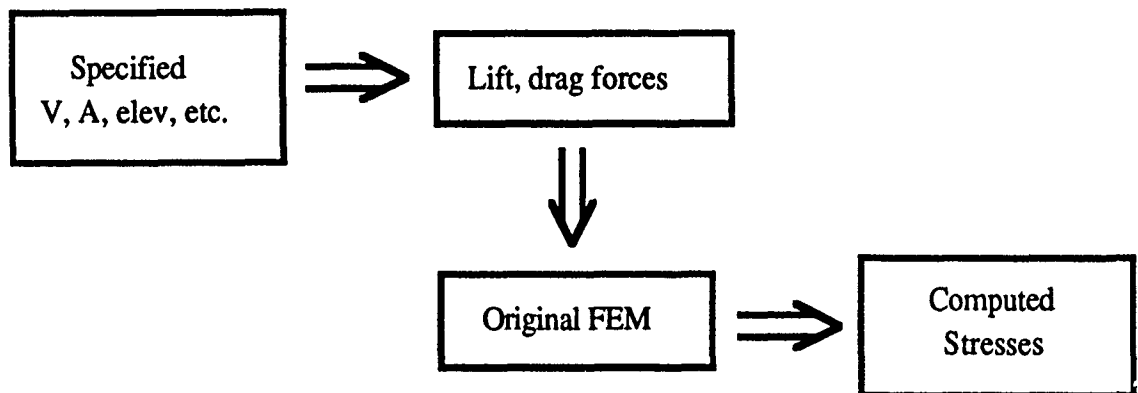 Specified
V, A, elev, etc.
Lift, drag forces
Original FEM
Computed
Stresses